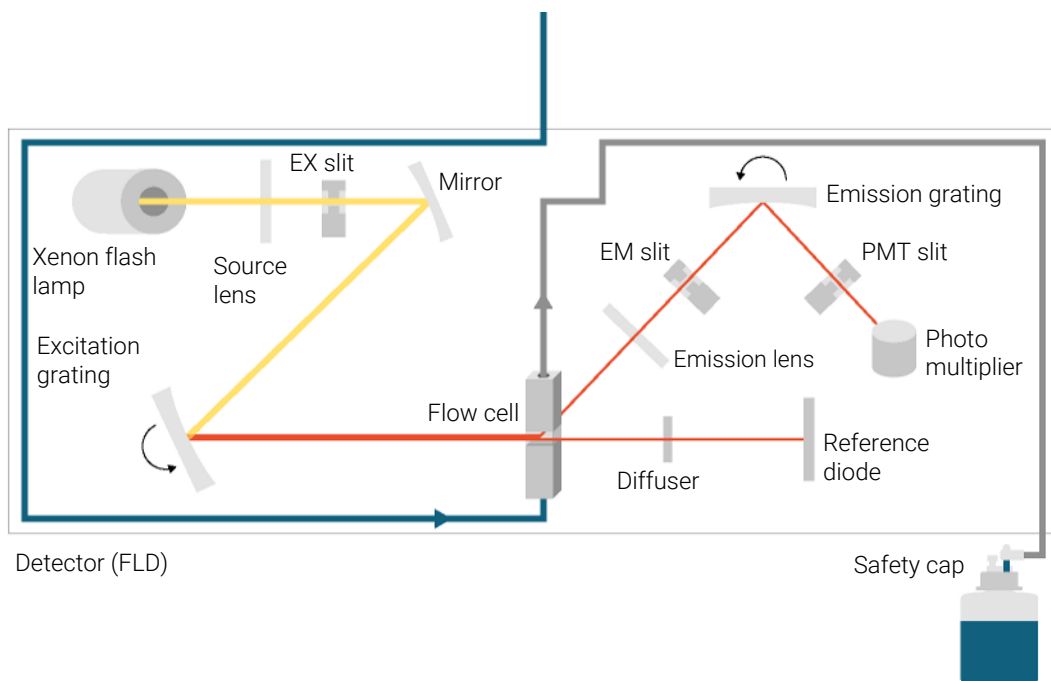 EX slit
Mirror
Emission grating
Xenon flash
lamp
Source
lens
EM slit
PMT slit
Excitation
grating
Emission lens
Photo
multiplier
Flow cell
Diffuser
Reference
diode
Detector (FLD)
Safety cap